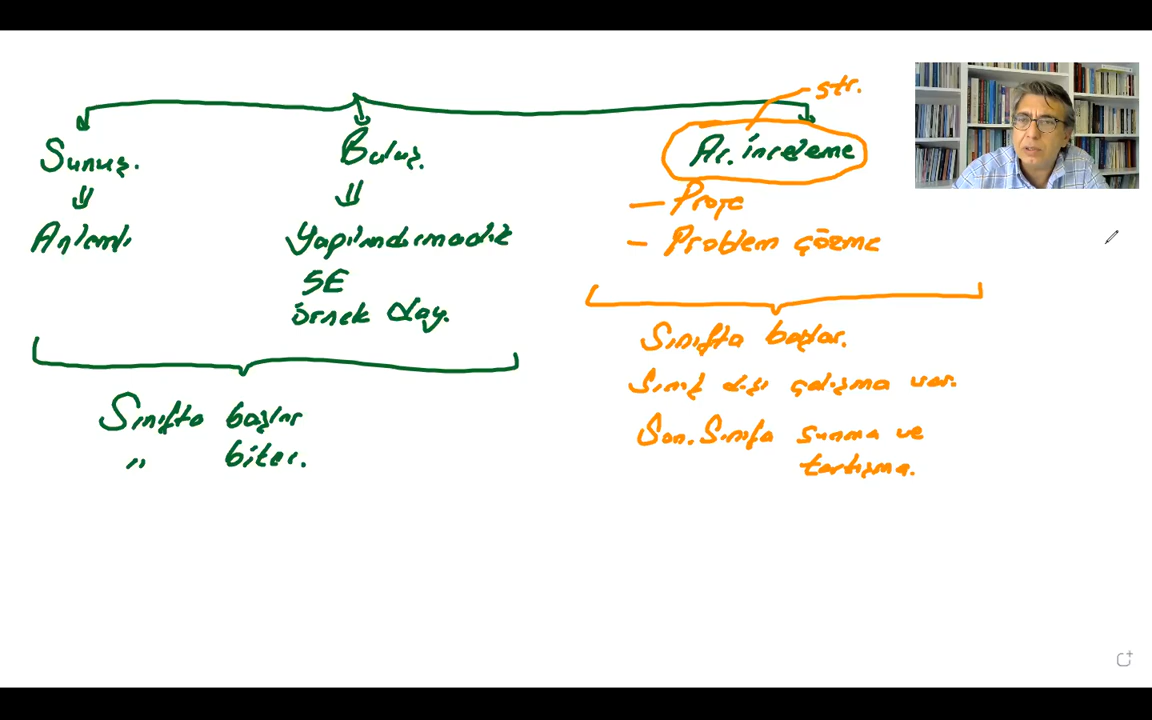 str.
Sunuş.
Buluş.
Ar. inceleme
Anlamlı
Yapılandırmacılık
5E
örnek olay.
— Proje
— Problem çözme
Sınıfta başlar
" biter.
Sınıfta başlar.
Sınıf dışı çalışma var.
Son. Sınıfa sunma ve
tartışma.